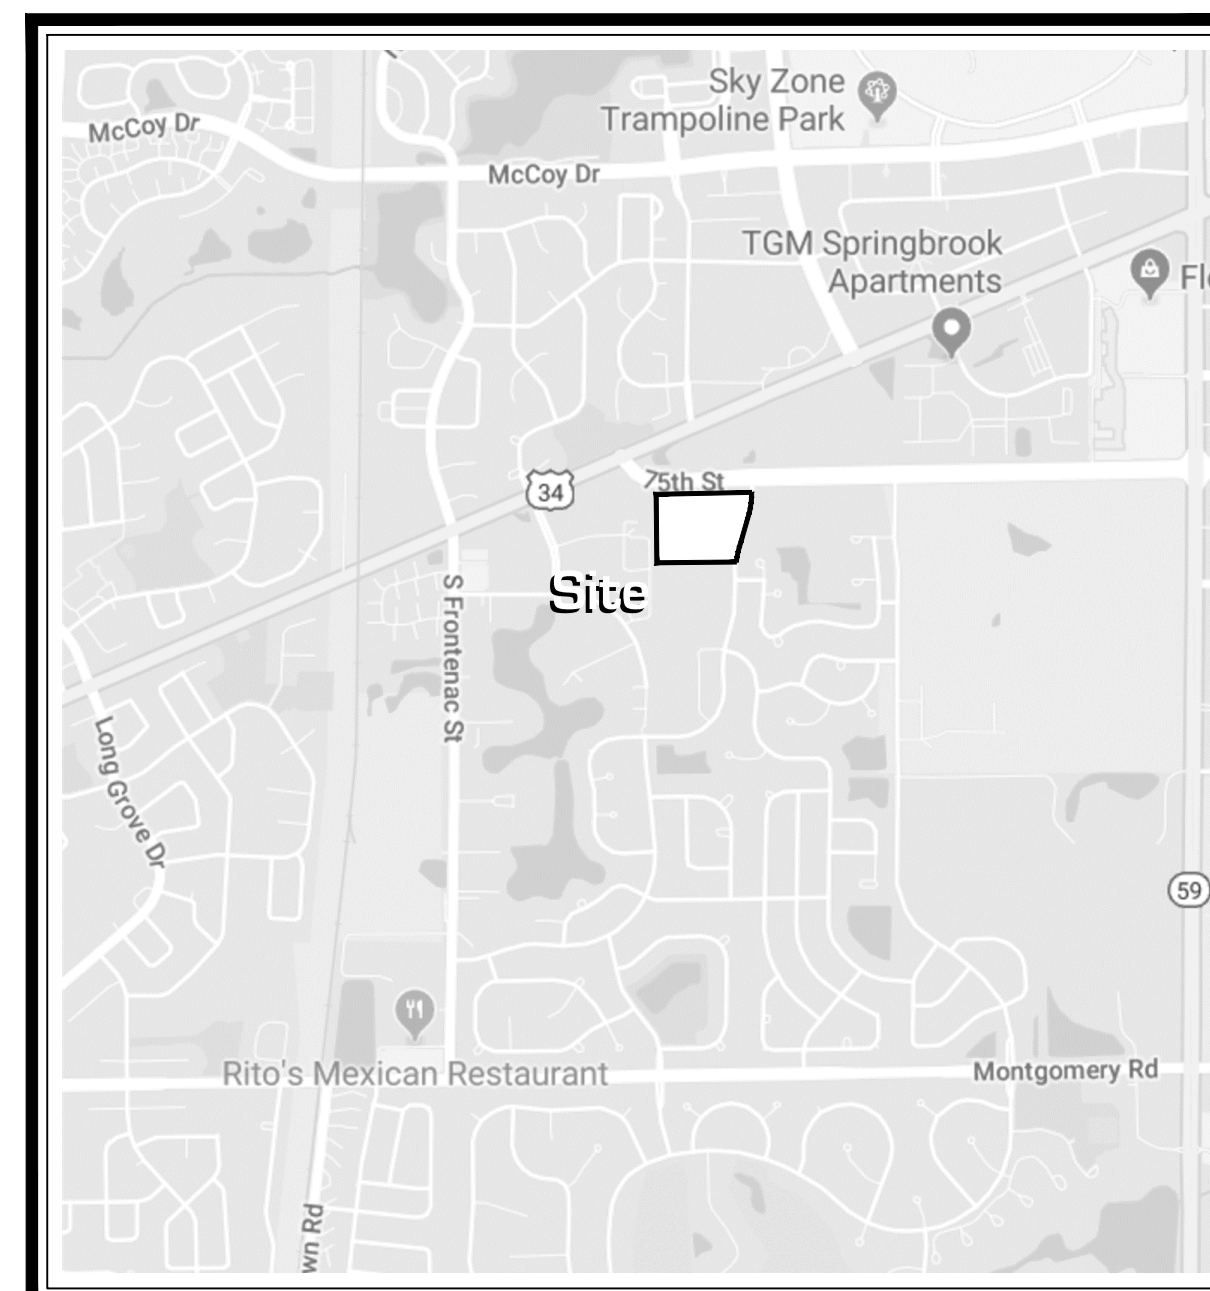 Sky Zone
Trampoline Park
McCoy Dr
McCoy Dr
TGM Springbrook
Apartments
75th St
34
Site
S Frontenac St
Long Grove Dr
59
Rito's Mexican Restaurant
Montgomery Rd